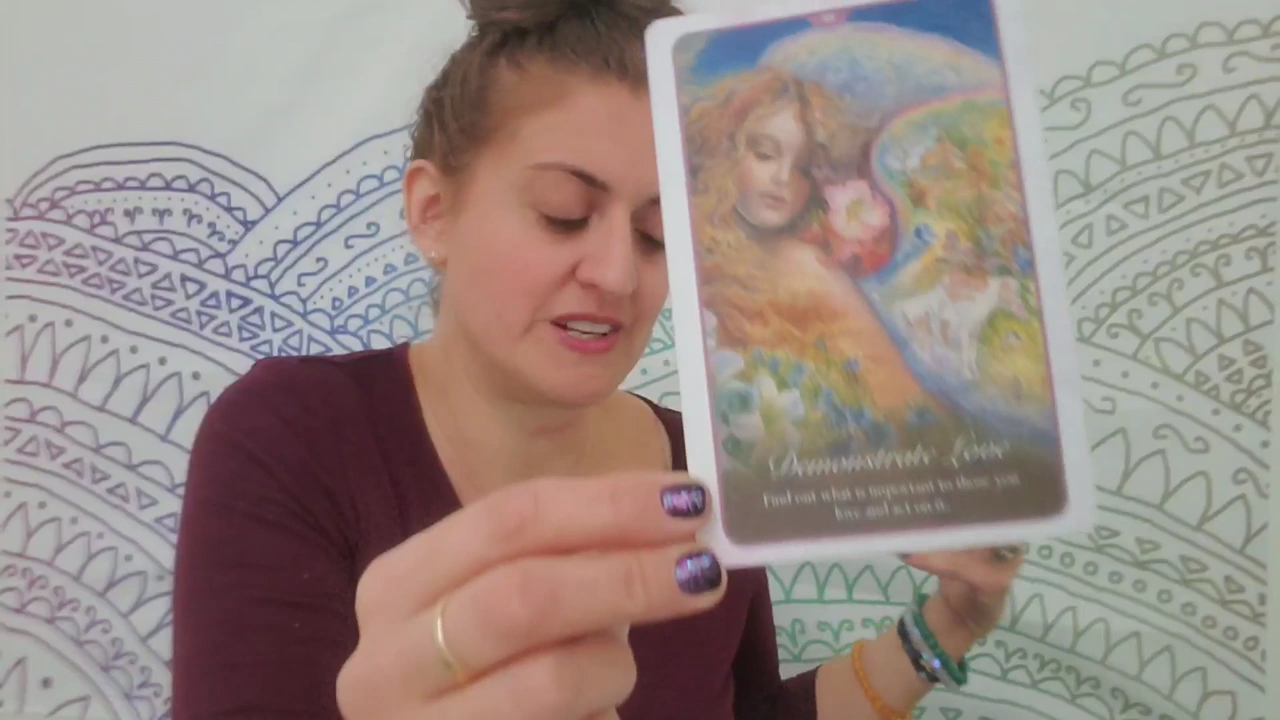 Demonstrate Love
Find out what is important to those you
love and act on it.